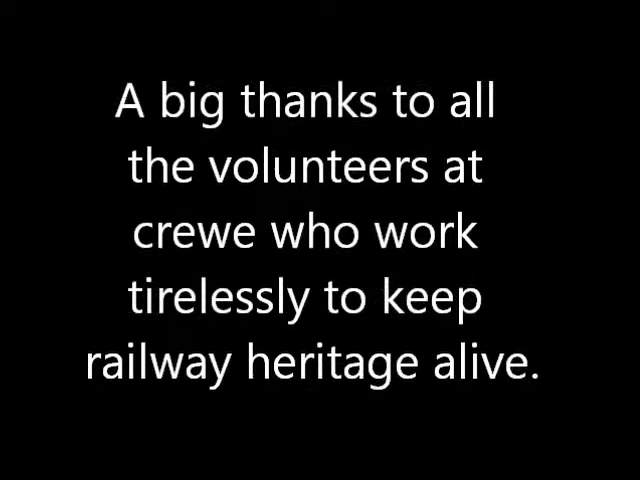 A big thanks to all
the volunteers at
crewe who work
tirelessly to keep
railway heritage alive.